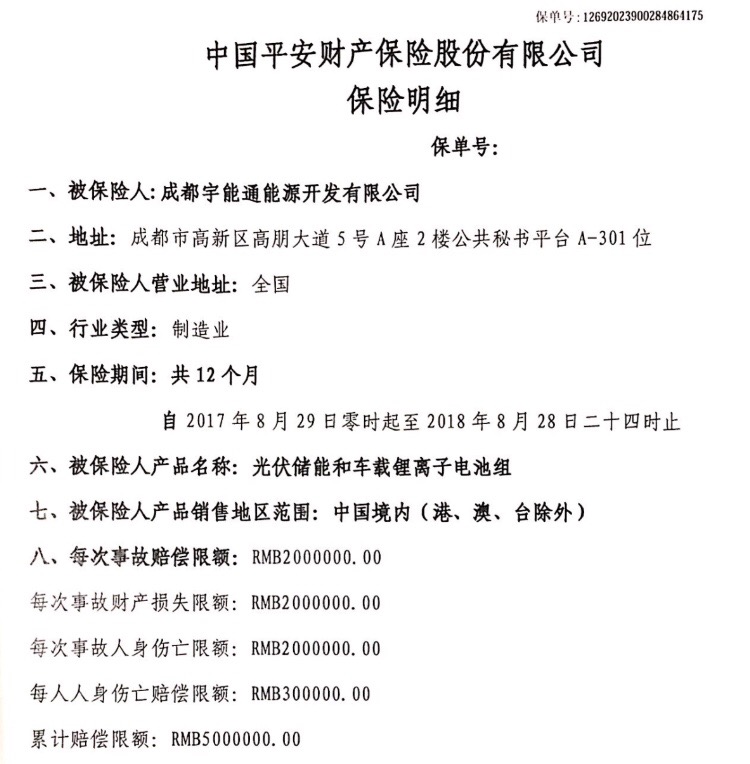 保单号:12692023900284864175
中国平安财产保险股份有限公司
保险明细
保单号:
一、被保险人:成都宇能通能源开发有限公司
二、地址: 成都市高新区高朋大道5号A座2楼公共秘书平台A-301位
三、被保险人营业地址: 全国
四、行业类型: 制造业
五、保险期间: 共12个月
自2017年8月29日零时起至2018年8月28日二十四时止
六、被保险人产品名称: 光伏储能和车载锂离子电池组
七、被保险人产品销售地区范围: 中国境内(港、澳、台除外)
八、每次事故赔偿限额: RMB2000000.00
每次事故财产损失限额: RMB2000000.00
每次事故人身伤亡限额: RMB2000000.00
每人人身伤亡赔偿限额: RMB300000.00
累计赔偿限额: RMB5000000.00